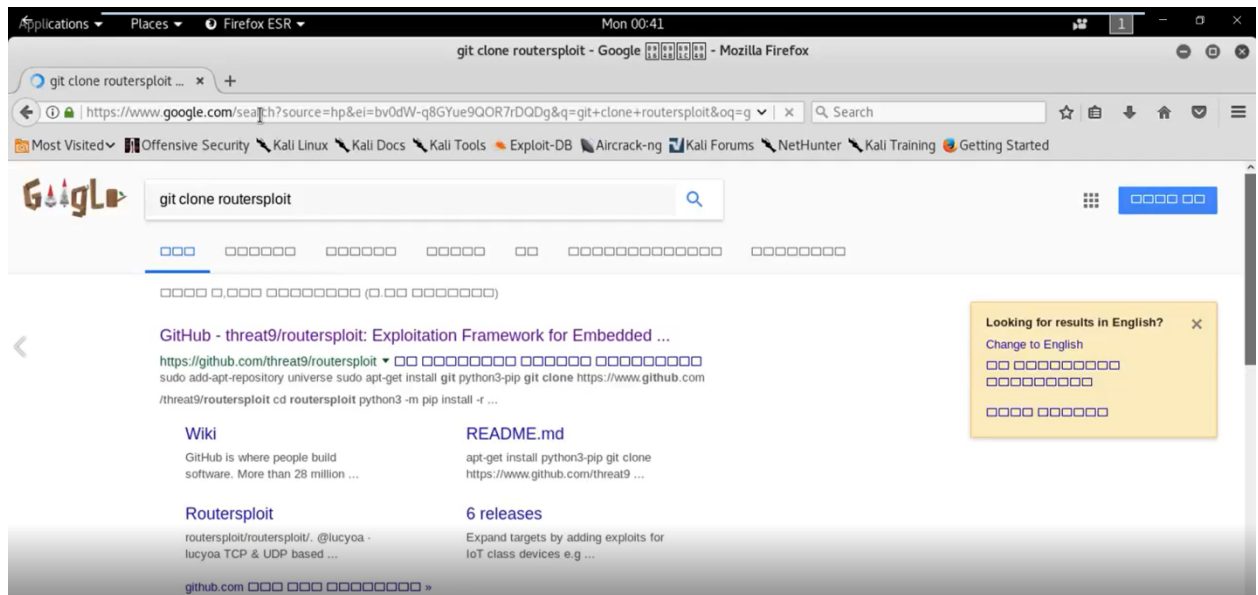 Applications Places Firefox ESR Mon 00:41 1
git clone routersploit - Google - Mozilla Firefox
git clone routersploit ...
https://www.google.com/search?source=hp&ei=bv0dW-q8GYue9QOR7rDQDg&q=git+clone+routersploit&oq=g Search
Most Visited Offensive Security Kali Linux Kali Docs Kali Tools Exploit-DB Aircrack-ng Kali Forums NetHunter Kali Training Getting Started
Google
git clone routersploit
GitHub - threat9/routersploit: Exploitation Framework for Embedded ...
https://github.com/threat9/routersploit
sudo add-apt-repository universe sudo apt-get install git python3-pip git clone https://www.github.com
/threat9/routersploit cd routersploit python3 -m pip install -r ...
Wiki
GitHub is where people build
software. More than 28 million ...
README.md
apt-get install python3-pip git clone
https://www.github.com/threat9 ...
Routersploit
routersploit/routersploit/. @lucyoa ·
lucyoa TCP & UDP based ...
6 releases
Expand targets by adding exploits for
IoT class devices e.g ...
github.com »
Looking for results in English?
Change to English